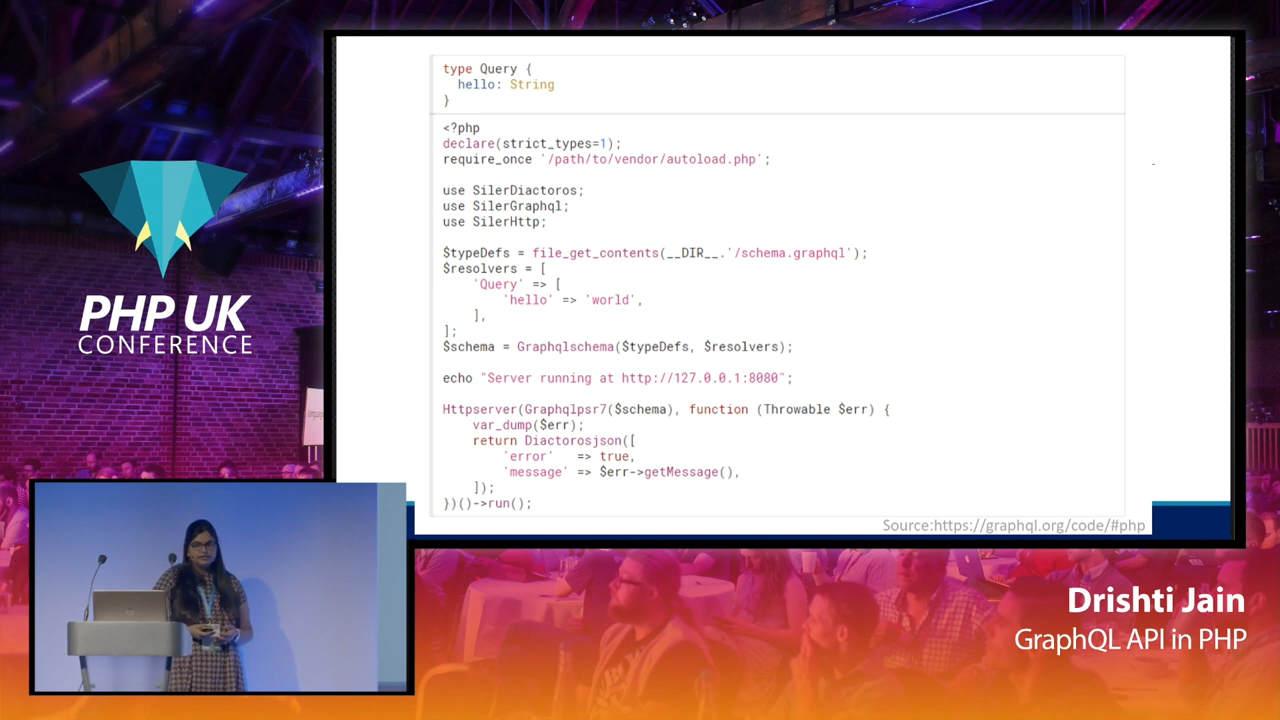 type Query {
  hello: String
}
<?php
declare(strict_types=1);
require_once '/path/to/vendor/autoload.php';
use SilerDiactoros;
use SilerGraphql;
use SilerHttp;
$typeDefs = file_get_contents(__DIR__.'/schema.graphql');
$resolvers = [
    'Query' => [
        'hello' => 'world',
    ],
];
$schema = Graphqlschema($typeDefs, $resolvers);
echo "Server running at http://127.0.0.1:8080";
Httpserver(Graphqlpsr7($schema), function (Throwable $err) {
    var_dump($err);
    return Diactorosjson([
        'error'   => true,
        'message' => $err->getMessage(),
    ]);
})()->run();
Source:https://graphql.org/code/#php
PHP UK
CONFERENCE
Drishti Jain
GraphQL API in PHP